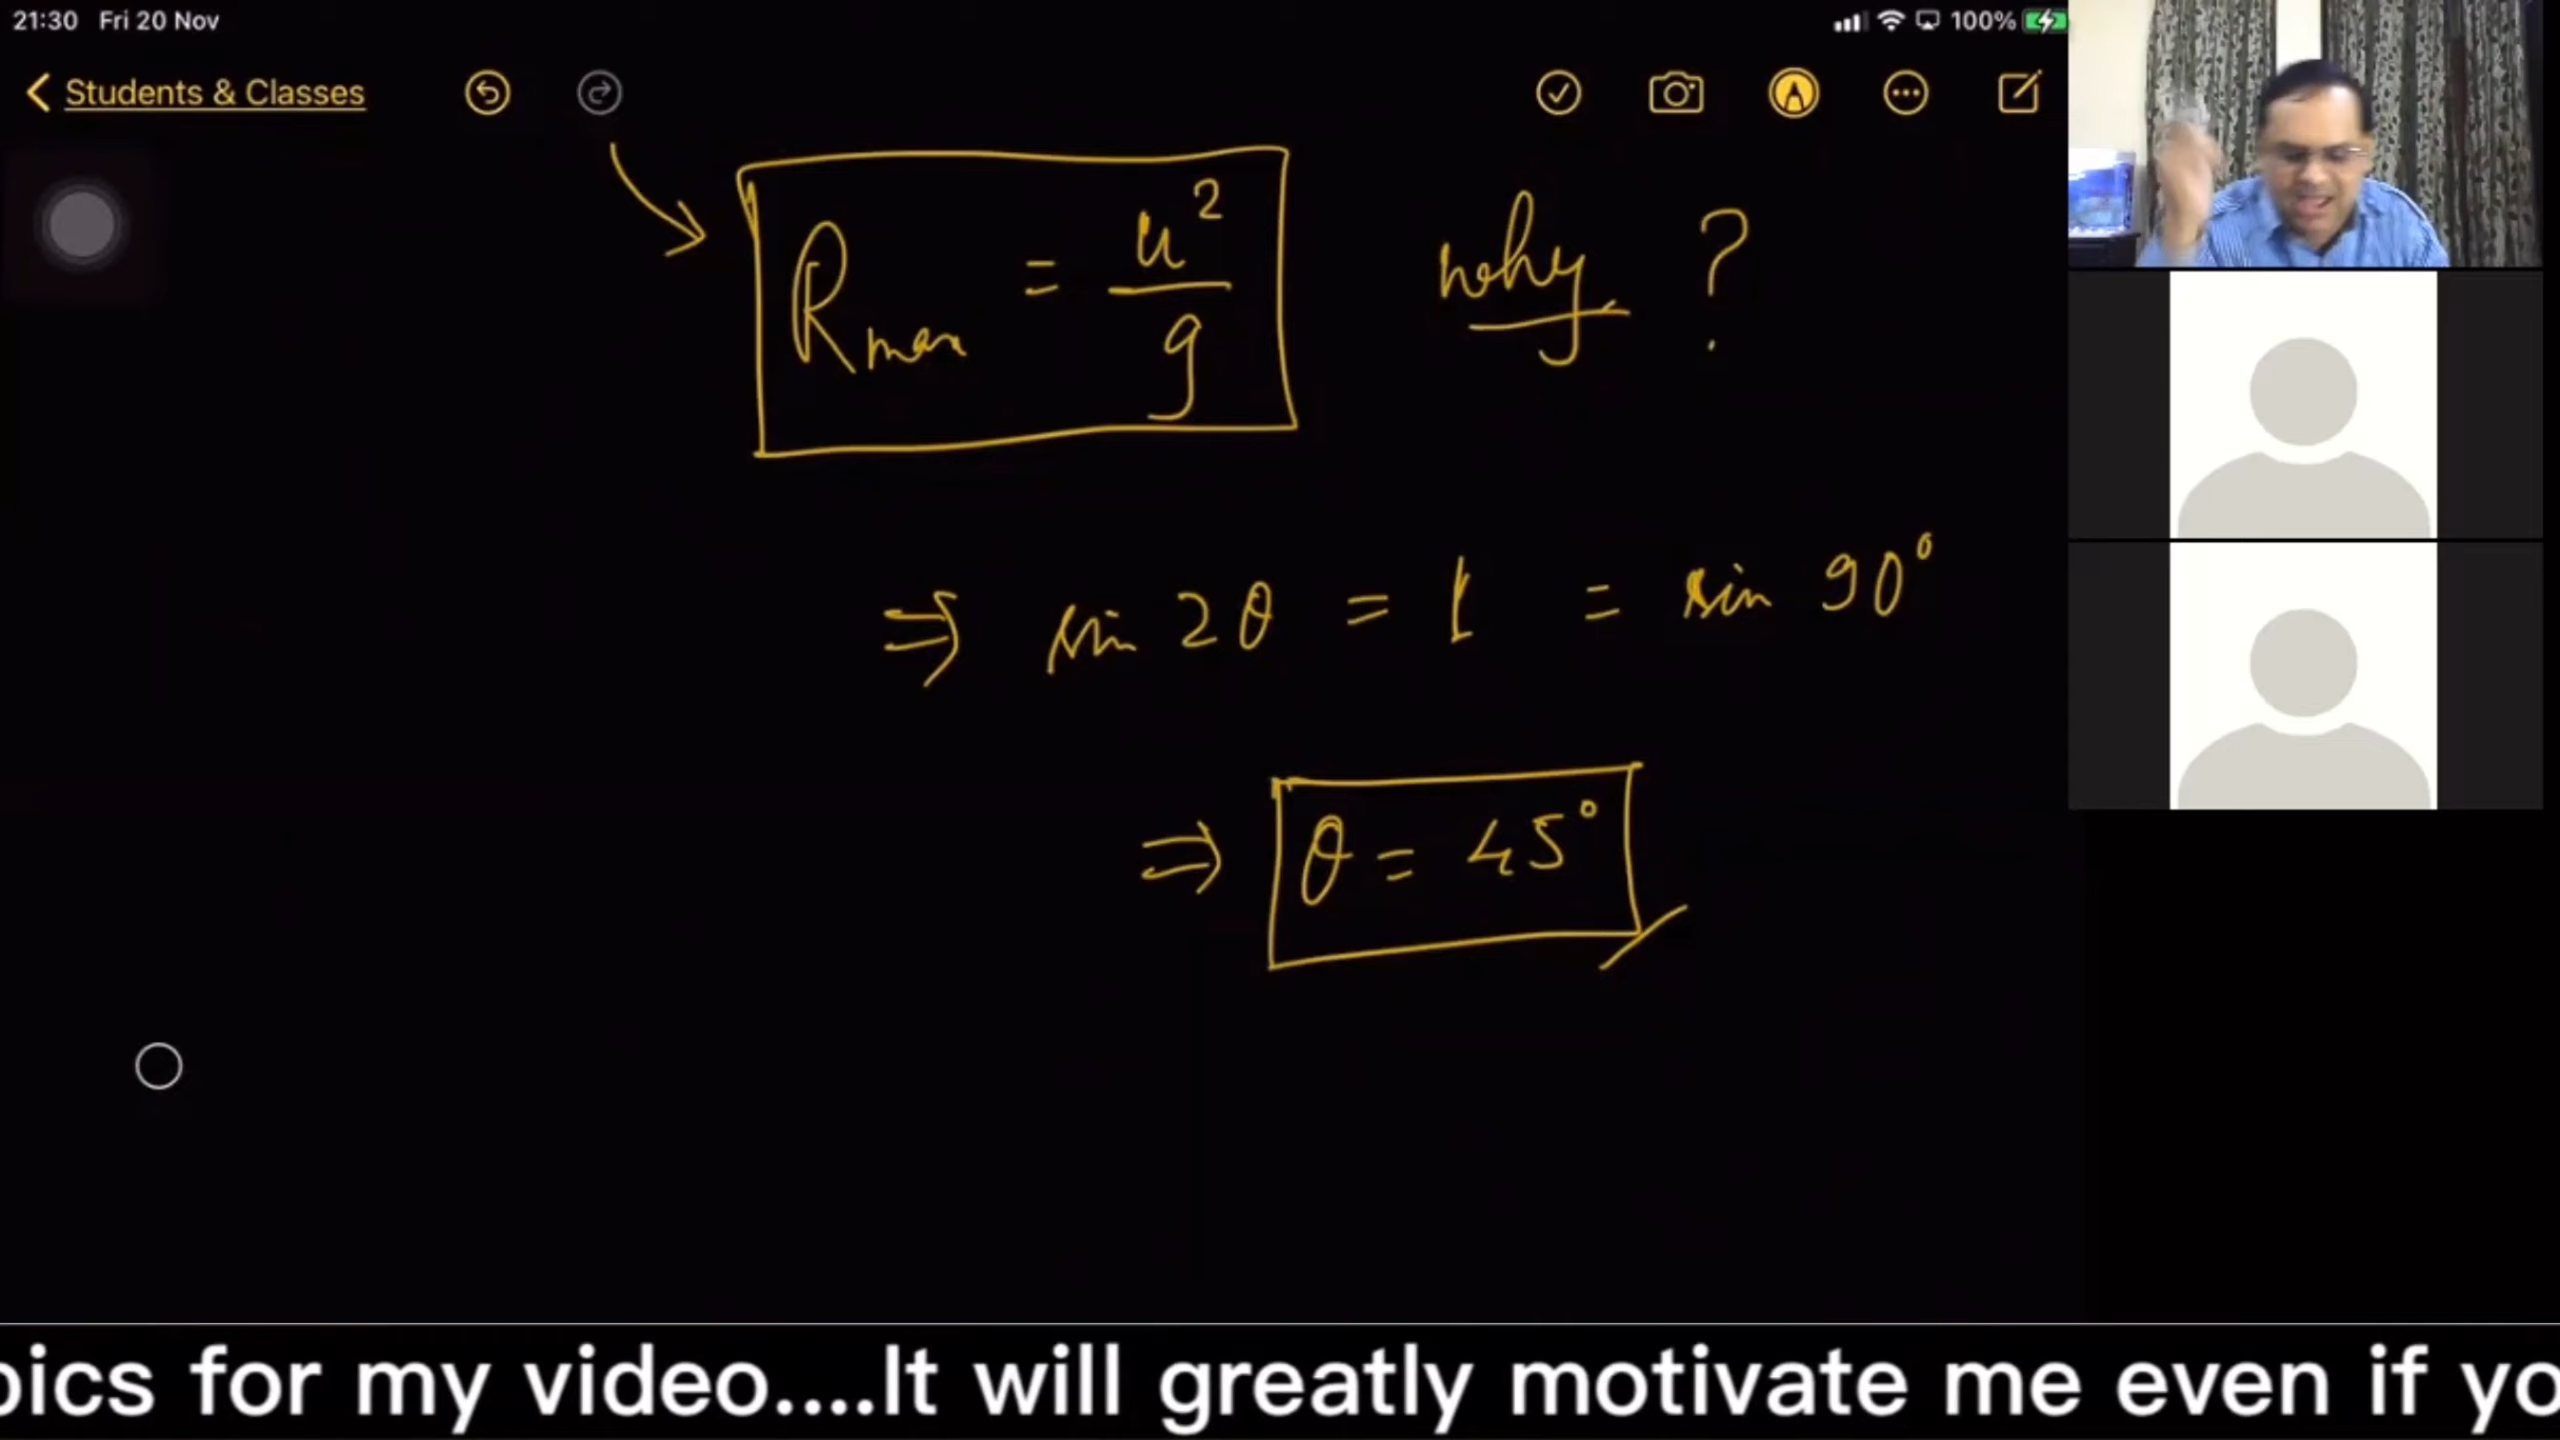 21:30 Fri 20 Nov
100%
Students & Classes
Rmax = u²/g why ?
⇒ sin 2θ = 1 = sin 90°
⇒ θ = 45°
pics for my video....It will greatly motivate me even if yo